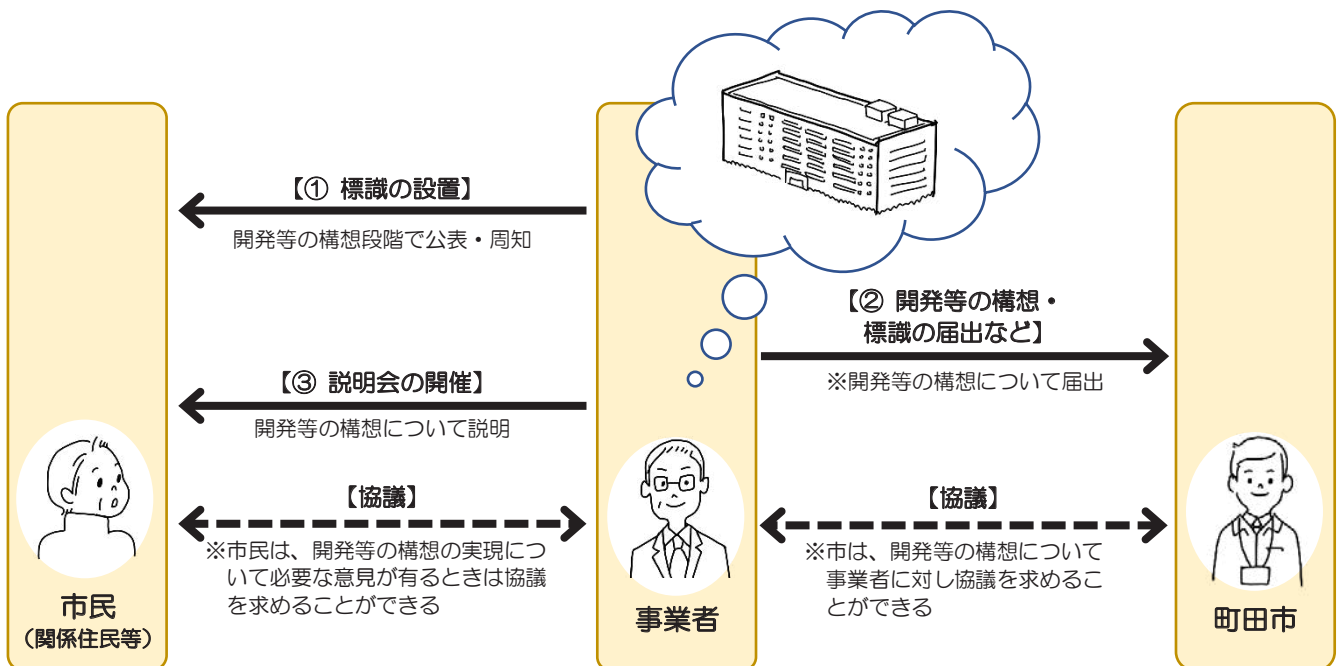 【① 標識の設置】
開発等の構想段階で公表・周知
【② 開発等の構想・
標識の届出など】
※開発等の構想について届出
【③ 説明会の開催】
開発等の構想について説明
【協議】
※市民は、開発等の構想の実現につ
いて必要な意見が有るときは協議
を求めることができる
【協議】
※市は、開発等の構想について
事業者に対し協議を求めるこ
とができる
市民
(関係住民等)
事業者
町田市